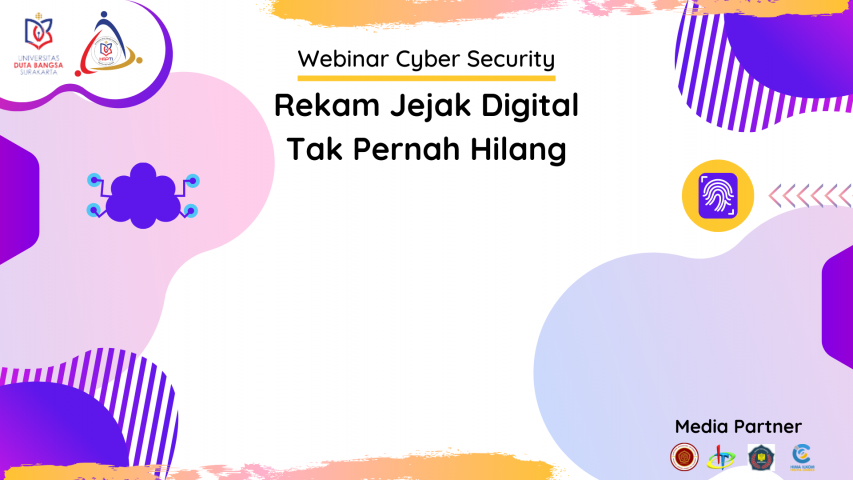 UNIVERSITAS
DUTA BANGSA
SURAKARTA
Webinar Cyber Security
Rekam Jejak Digital
Tak Pernah Hilang
Media Partner